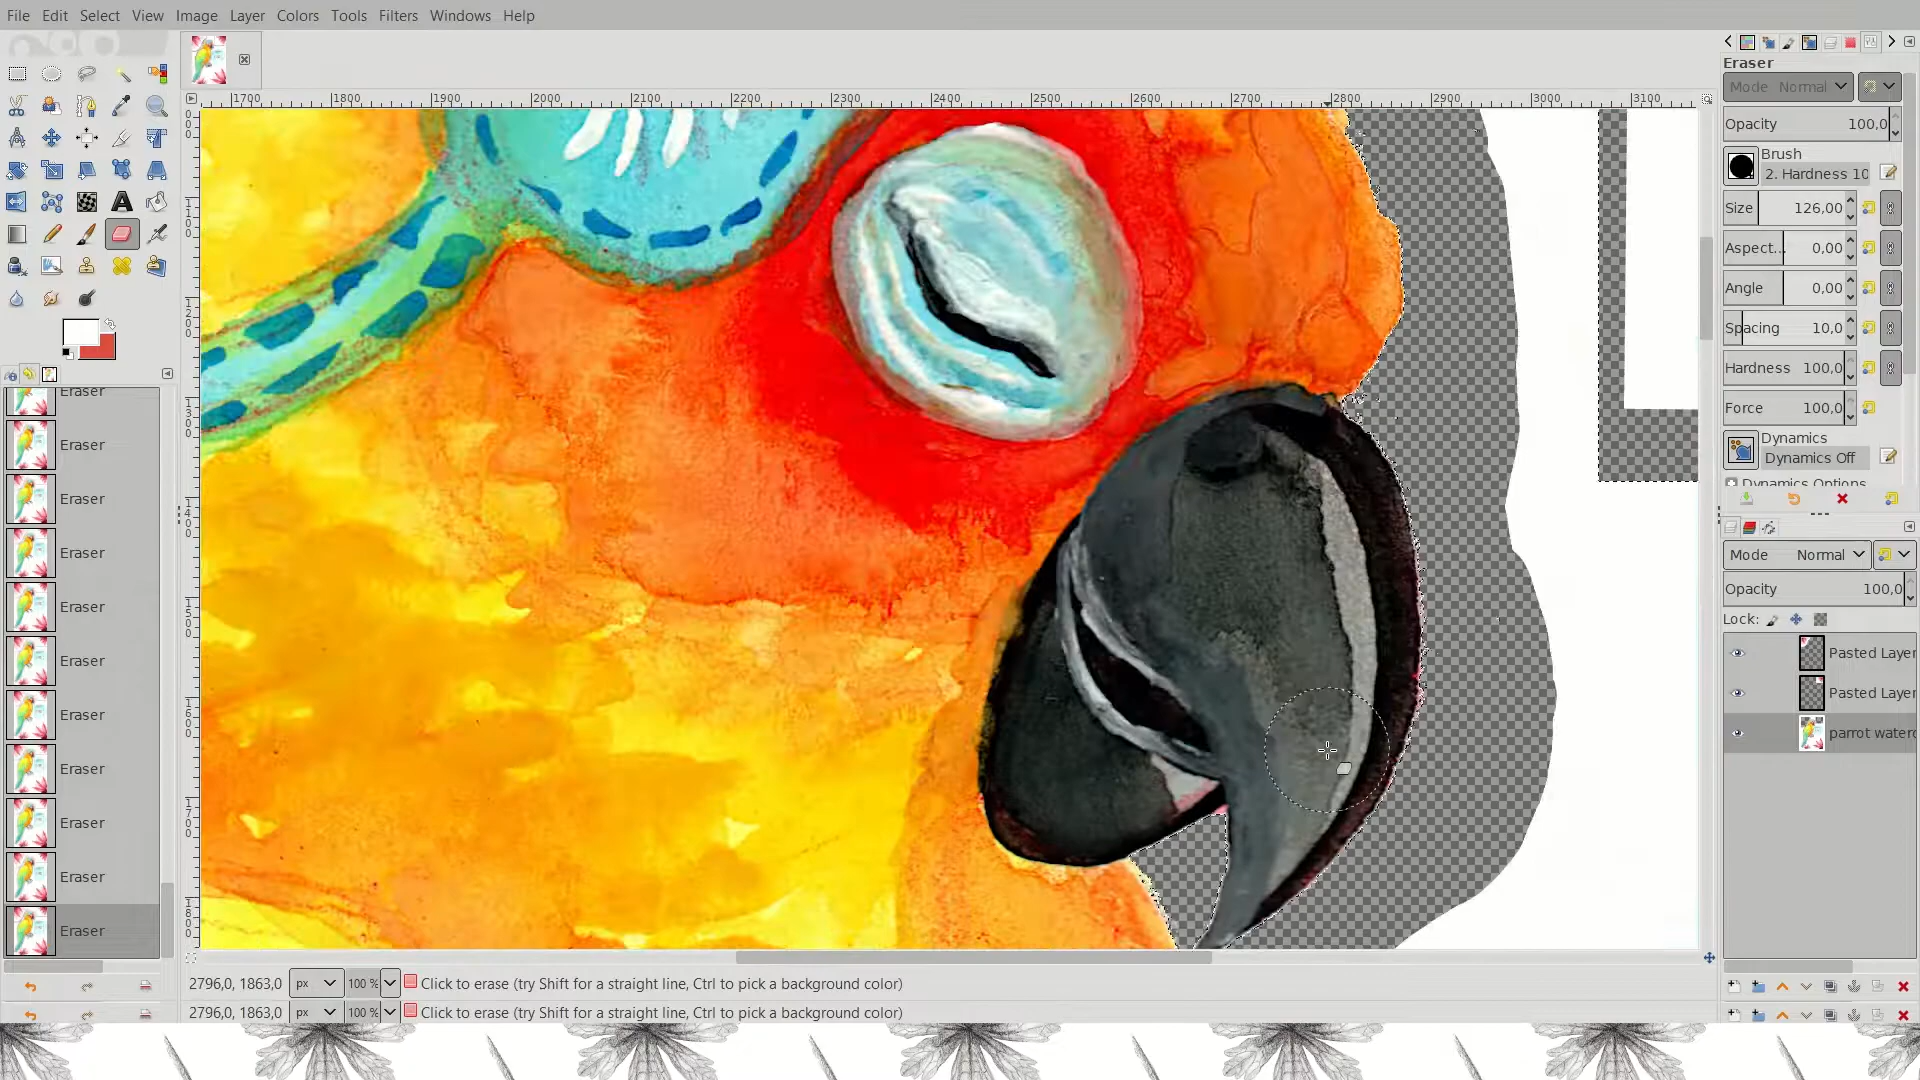 File Edit Select View Image Layer Colors Tools Filters Windows Help
1700 1800 1900 2000 2100 2200 2300 2400 2500 2600 2700 2800 2900 3000 3100
Eraser
Mode Normal
Opacity 100,0
Brush
2. Hardness 10
Size 126,00
Aspect... 0,00
Angle 0,00
Spacing 10,0
Hardness 100,0
Force 100,0
Dynamics
Dynamics Off
Dynamics Options
Mode Normal
Opacity 100,0
Lock:
Pasted Layer
Pasted Layer
parrot waterc
Eraser
Eraser
Eraser
Eraser
Eraser
Eraser
Eraser
Eraser
Eraser
Eraser
Eraser
2796,0, 1863,0 px 100 % Click to erase (try Shift for a straight line, Ctrl to pick a background color)
2796,0, 1863,0 px 100 % Click to erase (try Shift for a straight line, Ctrl to pick a background color)